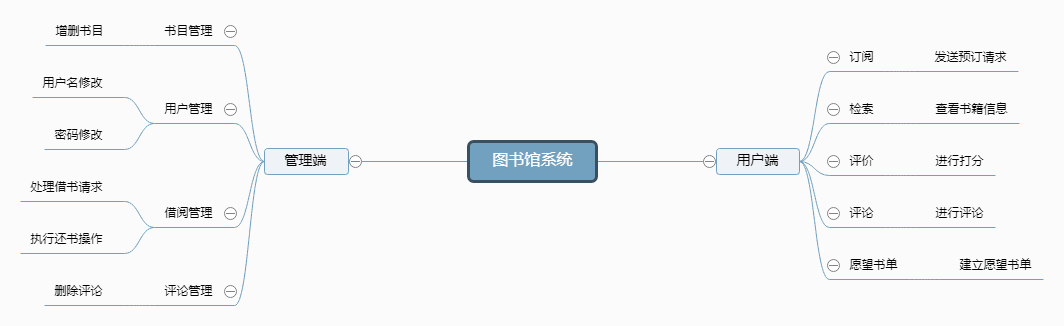 图书馆系统
管理端
书目管理
增删书目
用户管理
用户名修改
密码修改
借阅管理
处理借书请求
执行还书操作
评论管理
删除评论
用户端
订阅
发送预订请求
检索
查看书籍信息
评价
进行打分
评论
进行评论
愿望书单
建立愿望书单